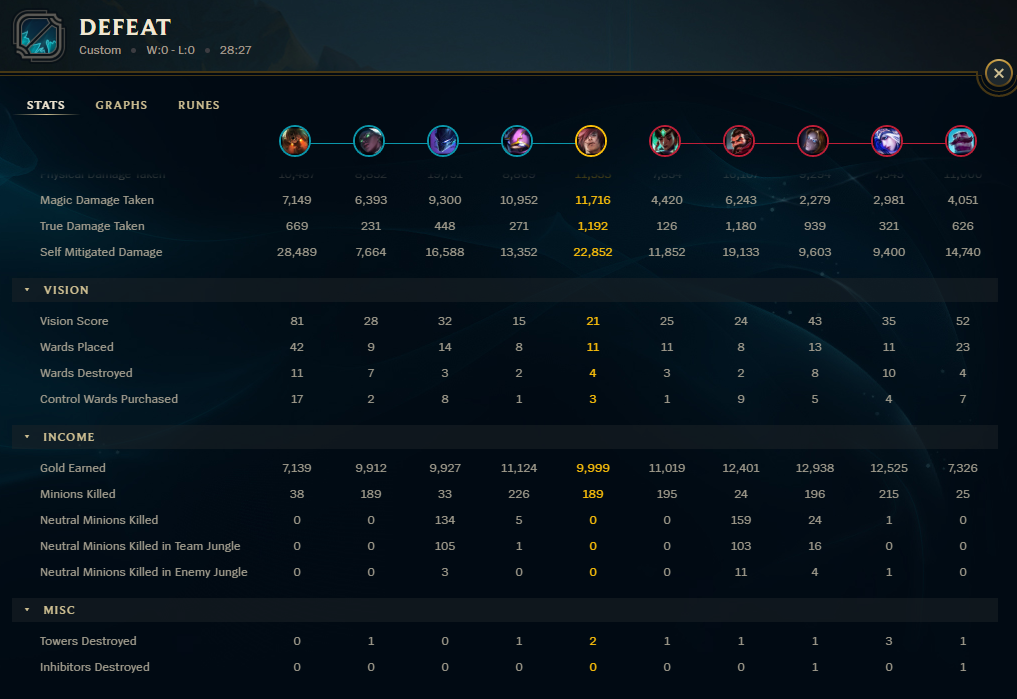 DEFEAT
Custom • W:0 - L:0 • 28:27
STATS GRAPHS RUNES
Physical Damage Taken
Magic Damage Taken 7,149 6,393 9,300 10,952 11,716 4,420 6,243 2,279 2,981 4,051
True Damage Taken 669 231 448 271 1,192 126 1,180 939 321 626
Self Mitigated Damage 28,489 7,664 16,588 13,352 22,852 11,852 19,133 9,603 9,400 14,740
VISION
Vision Score 81 28 32 15 21 25 24 43 35 52
Wards Placed 42 9 14 8 11 11 8 13 11 23
Wards Destroyed 11 7 3 2 4 3 2 8 10 4
Control Wards Purchased 17 2 8 1 3 1 9 5 4 7
INCOME
Gold Earned 7,139 9,912 9,927 11,124 9,999 11,019 12,401 12,938 12,525 7,326
Minions Killed 38 189 33 226 189 195 24 196 215 25
Neutral Minions Killed 0 0 134 5 0 0 159 24 1 0
Neutral Minions Killed in Team Jungle 0 0 105 1 0 0 103 16 0 0
Neutral Minions Killed in Enemy Jungle 0 0 3 0 0 0 11 4 1 0
MISC
Towers Destroyed 0 1 0 1 2 1 1 1 3 1
Inhibitors Destroyed 0 0 0 0 0 0 0 1 0 1